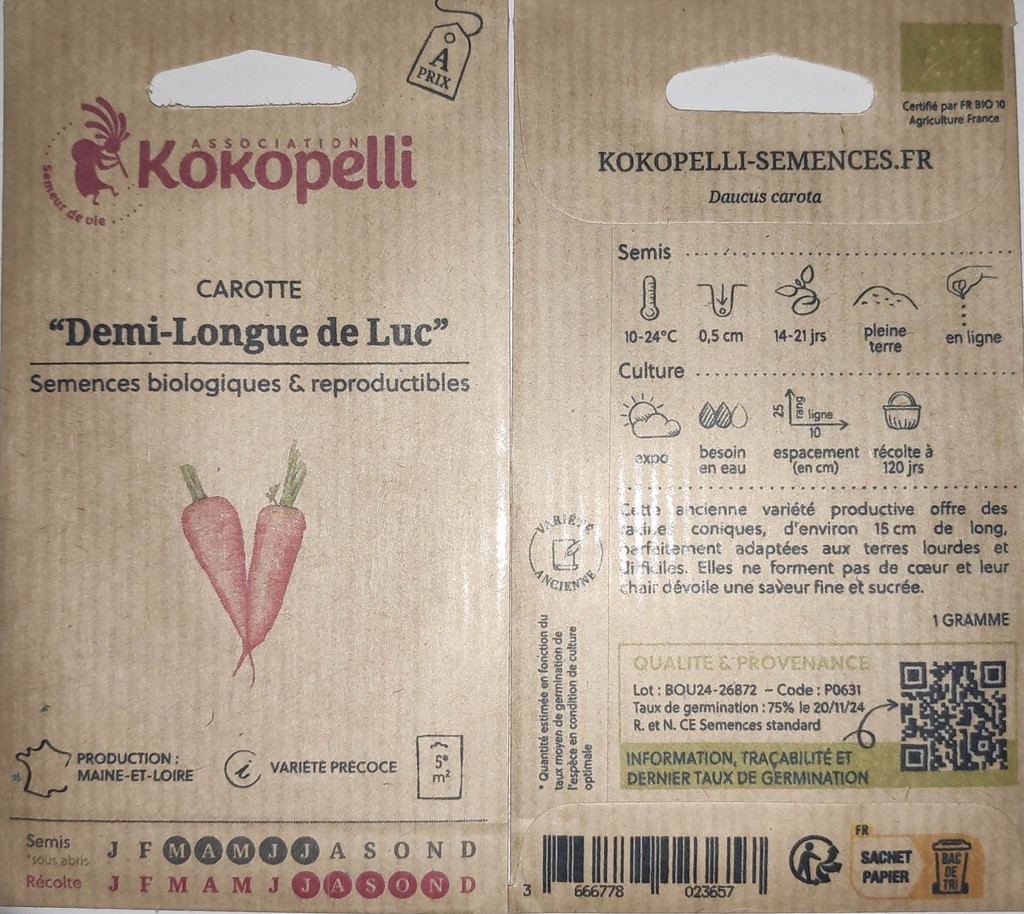 À
PRIX
ASSOCIATION
Kokopelli
Semeur de vie
CAROTTE
“Demi-Longue de Luc”
Semences biologiques & reproductibles
PRODUCTION :
MAINE-ET-LOIRE
i
VARIÉTÉ PRÉCOCE
5*
m²
Semis J F M A M J J A S O N D
*sous abris
Récolte J F M A M J J A S O N D
Certifié par FR BIO 10
Agriculture France
KOKOPELLI-SEMENCES.FR
Daucus carota
Semis
10-24°C 0,5 cm 14-21 jrs pleine terre en ligne
Culture
25 rang ligne
10
expo besoin en eau espacement (en cm) récolte à 120 jrs
VARIÉTÉ
ANCIENNE
Cette ancienne variété productive offre des
racines coniques, d'environ 15 cm de long,
parfaitement adaptées aux terres lourdes et
difficiles. Elles ne forment pas de cœur et leur
chair dévoile une saveur fine et sucrée.
1 GRAMME
* Quantité estimée en fonction du
taux moyen de germination de
l'espèce en condition de culture
optimale
QUALITÉ & PROVENANCE
Lot : BOU24-26872 – Code : P0631
Taux de germination : 75% le 20/11/24
R. et N. CE Semences standard
INFORMATION, TRAÇABILITÉ ET
DERNIER TAUX DE GERMINATION
3 666778 023657
FR
SACHET
PAPIER
BAC
DE
TRI